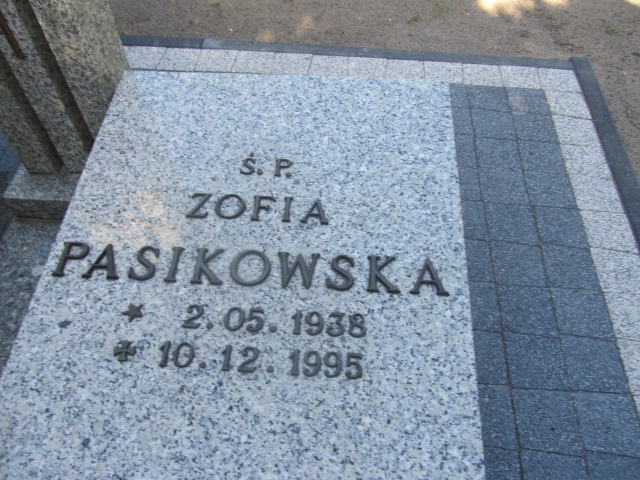 Ś. P.
ZOFIA
PASIKOWSKA
* 2. 05. 1938
✠ 10. 12. 1995